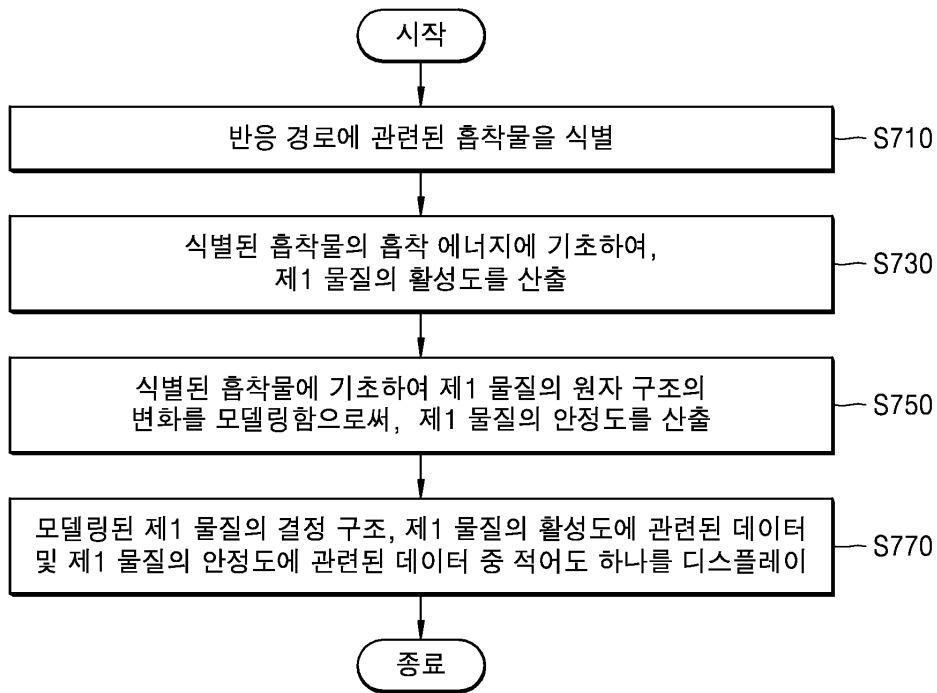 시작
반응 경로에 관련된 흡착물을 식별
S710
식별된 흡착물의 흡착 에너지에 기초하여,
제1 물질의 활성도를 산출
S730
식별된 흡착물에 기초하여 제1 물질의 원자 구조의
변화를 모델링함으로써, 제1 물질의 안정도를 산출
S750
모델링된 제1 물질의 결정 구조, 제1 물질의 활성도에 관련된 데이터
및 제1 물질의 안정도에 관련된 데이터 중 적어도 하나를 디스플레이
S770
종료